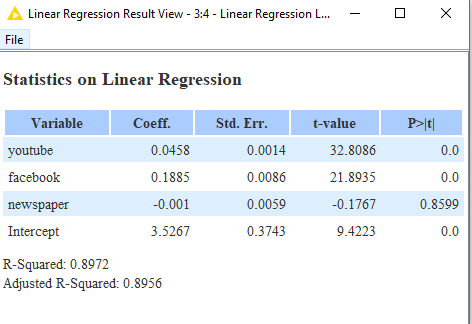 Linear Regression Result View - 3:4 - Linear Regression L...
File
Statistics on Linear Regression
Variable Coeff. Std. Err. t-value P>|t|
youtube 0.0458 0.0014 32.8086 0.0
facebook 0.1885 0.0086 21.8935 0.0
newspaper -0.001 0.0059 -0.1767 0.8599
Intercept 3.5267 0.3743 9.4223 0.0
R-Squared: 0.8972
Adjusted R-Squared: 0.8956